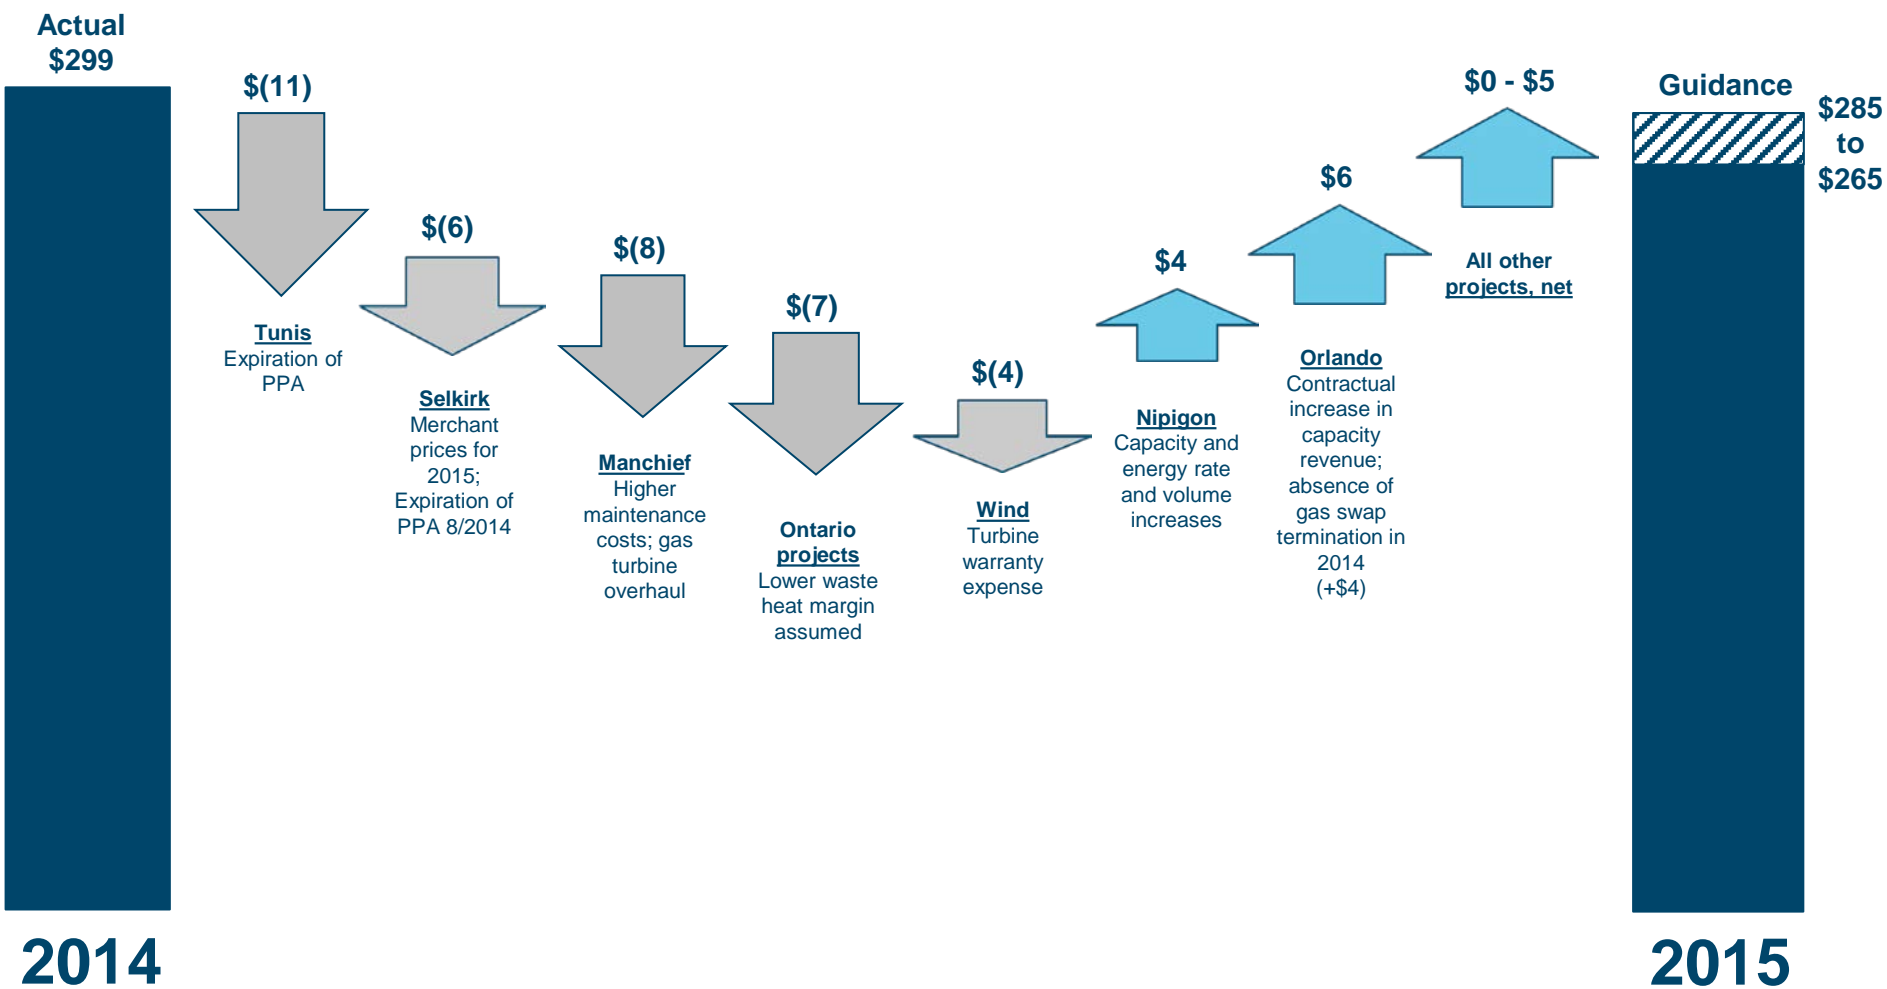 Actual
$299
$(11)
Tunis
Expiration of
PPA
$(6)
Selkirk
Merchant
prices for
2015;
Expiration of
PPA 8/2014
$(8)
Manchief
Higher
maintenance
costs; gas
turbine
overhaul
$(7)
Ontario
projects
Lower waste
heat margin
assumed
$(4)
Wind
Turbine
warranty
expense
$4
Nipigon
Capacity and
energy rate
and volume
increases
$6
Orlando
Contractual
increase in
capacity
revenue;
absence of
gas swap
termination in
2014
(+$4)
$0 - $5
All other
projects, net
Guidance
$285
to
$265
2014
2015